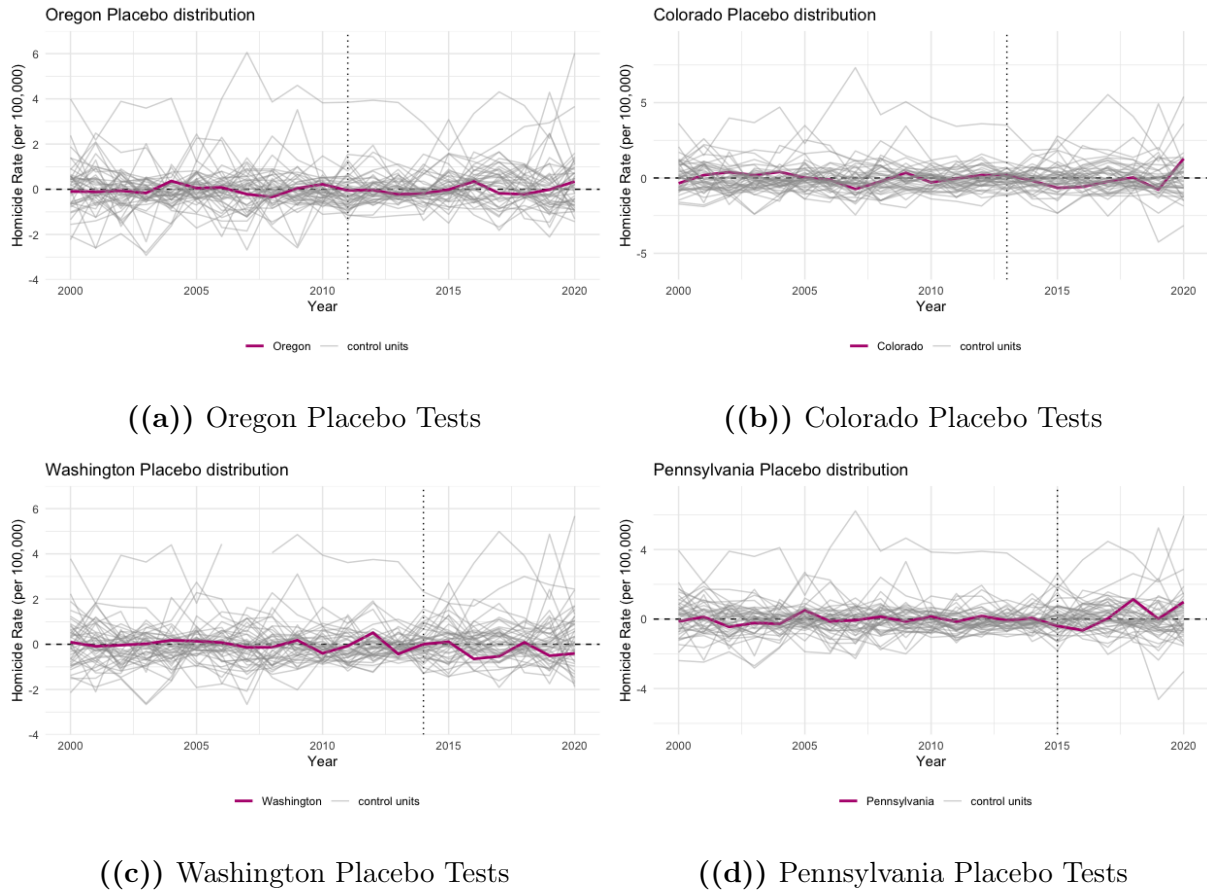 Oregon Placebo distribution
Homicide Rate (per 100,000)
6
4
2
0
-2
-4
2000 2005 2010 2015 2020
Year
Oregon control units
((a)) Oregon Placebo Tests
Colorado Placebo distribution
Homicide Rate (per 100,000)
5
0
-5
2000 2005 2010 2015 2020
Year
Colorado control units
((b)) Colorado Placebo Tests
Washington Placebo distribution
Homicide Rate (per 100,000)
6
4
2
0
-2
-4
2000 2005 2010 2015 2020
Year
Washington control units
((c)) Washington Placebo Tests
Pennsylvania Placebo distribution
Homicide Rate (per 100,000)
4
0
-4
2000 2005 2010 2015 2020
Year
Pennsylvania control units
((d)) Pennsylvania Placebo Tests